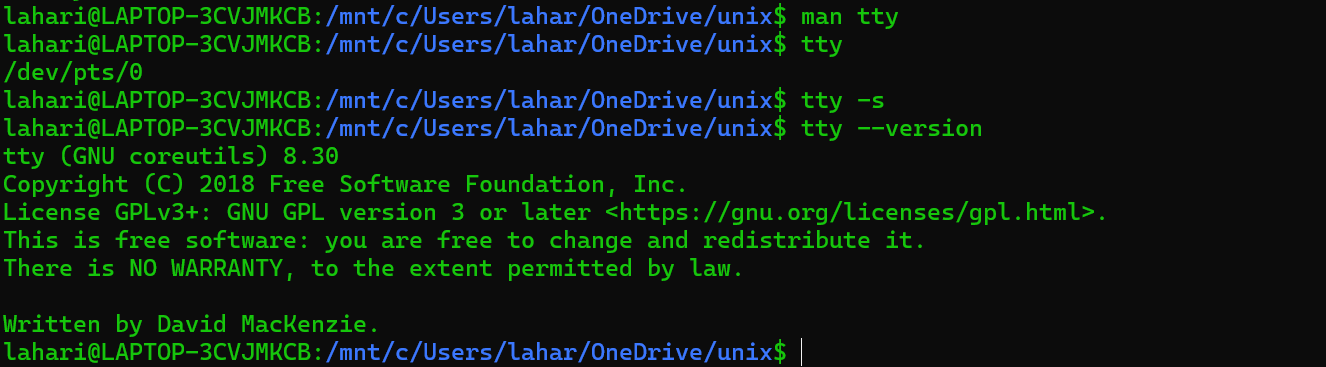 lahari@LAPTOP-3CVJMKCB:/mnt/c/Users/lahar/OneDrive/unix$ man tty
lahari@LAPTOP-3CVJMKCB:/mnt/c/Users/lahar/OneDrive/unix$ tty
/dev/pts/0
lahari@LAPTOP-3CVJMKCB:/mnt/c/Users/lahar/OneDrive/unix$ tty -s
lahari@LAPTOP-3CVJMKCB:/mnt/c/Users/lahar/OneDrive/unix$ tty --version
tty (GNU coreutils) 8.30
Copyright (C) 2018 Free Software Foundation, Inc.
License GPLv3+: GNU GPL version 3 or later <https://gnu.org/licenses/gpl.html>.
This is free software: you are free to change and redistribute it.
There is NO WARRANTY, to the extent permitted by law.

Written by David MacKenzie.
lahari@LAPTOP-3CVJMKCB:/mnt/c/Users/lahar/OneDrive/unix$